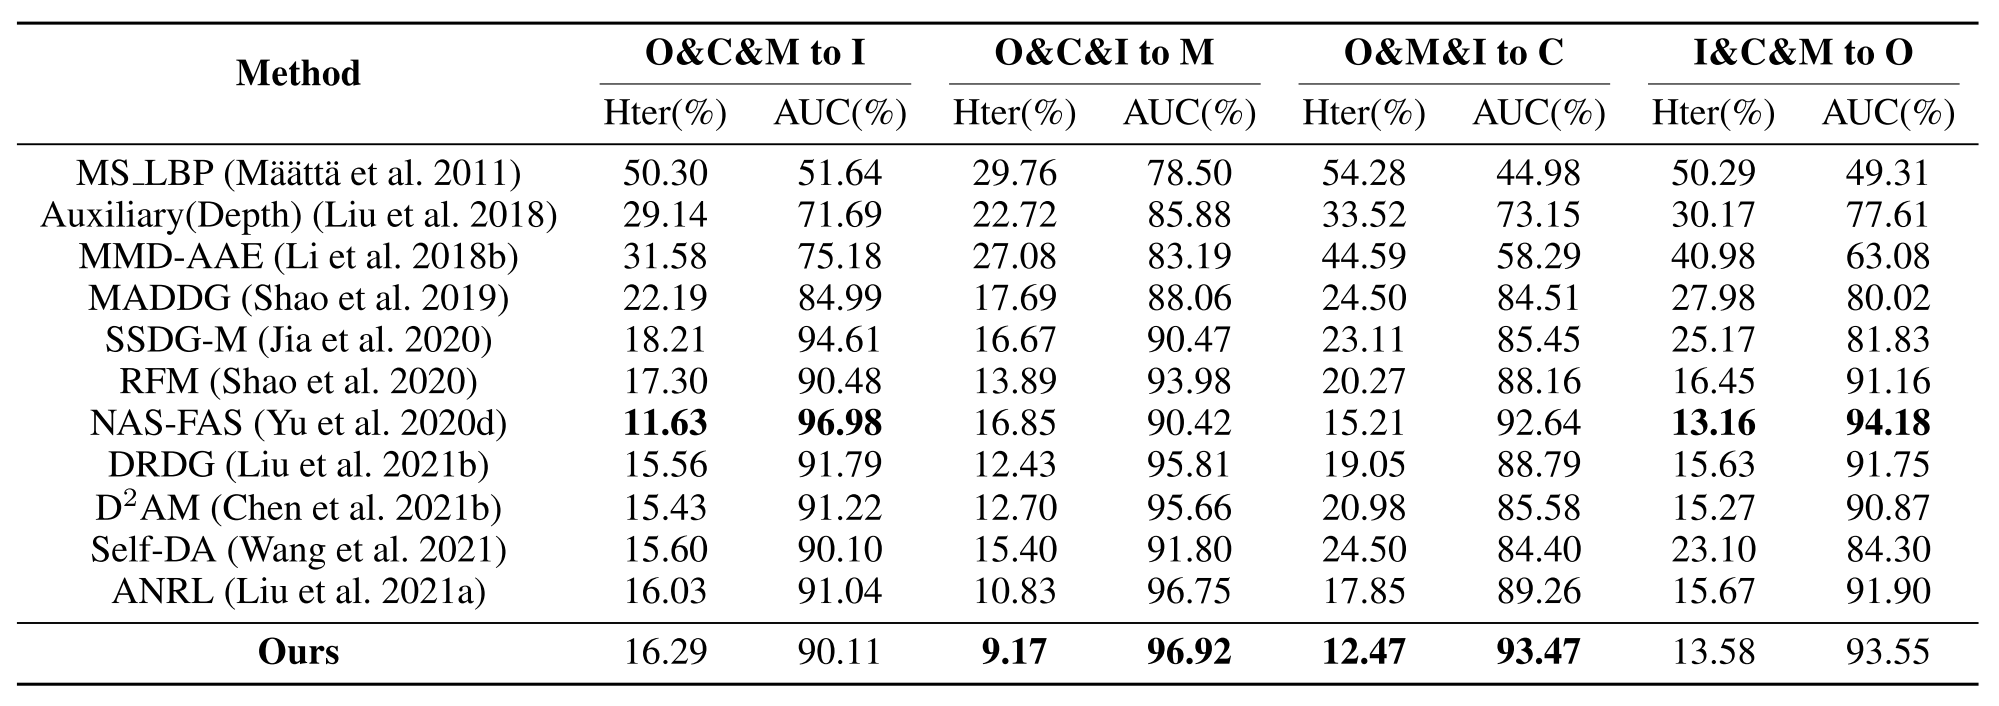 Method O&C&M to I O&C&I to M O&M&I to C I&C&M to O
Hter(%) AUC(%) Hter(%) AUC(%) Hter(%) AUC(%) Hter(%) AUC(%)
MS_LBP (Määttä et al. 2011) 50.30 51.64 29.76 78.50 54.28 44.98 50.29 49.31
Auxiliary(Depth) (Liu et al. 2018) 29.14 71.69 22.72 85.88 33.52 73.15 30.17 77.61
MMD-AAE (Li et al. 2018b) 31.58 75.18 27.08 83.19 44.59 58.29 40.98 63.08
MADDG (Shao et al. 2019) 22.19 84.99 17.69 88.06 24.50 84.51 27.98 80.02
SSDG-M (Jia et al. 2020) 18.21 94.61 16.67 90.47 23.11 85.45 25.17 81.83
RFM (Shao et al. 2020) 17.30 90.48 13.89 93.98 20.27 88.16 16.45 91.16
NAS-FAS (Yu et al. 2020d) 11.63 96.98 16.85 90.42 15.21 92.64 13.16 94.18
DRDG (Liu et al. 2021b) 15.56 91.79 12.43 95.81 19.05 88.79 15.63 91.75
D²AM (Chen et al. 2021b) 15.43 91.22 12.70 95.66 20.98 85.58 15.27 90.87
Self-DA (Wang et al. 2021) 15.60 90.10 15.40 91.80 24.50 84.40 23.10 84.30
ANRL (Liu et al. 2021a) 16.03 91.04 10.83 96.75 17.85 89.26 15.67 91.90
Ours 16.29 90.11 9.17 96.92 12.47 93.47 13.58 93.55